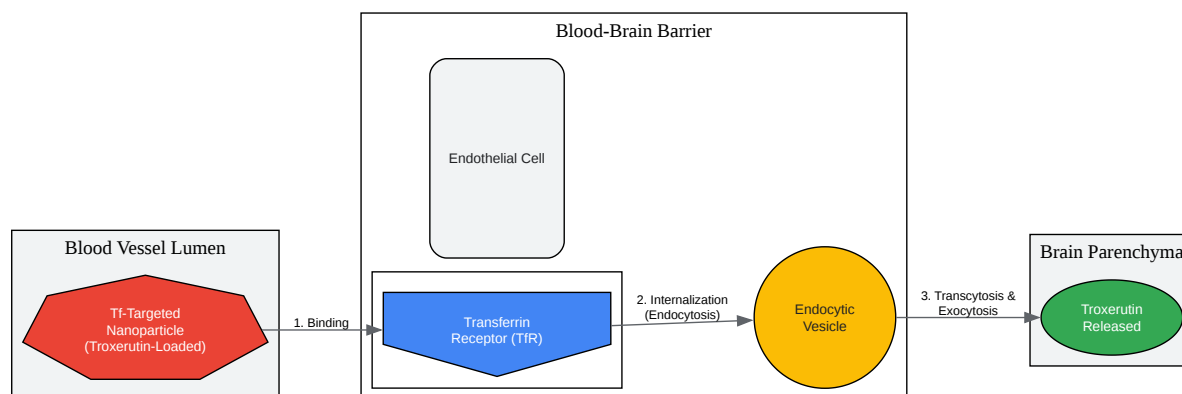 Blood-Brain Barrier
Endothelial Cell
Blood Vessel Lumen
Tf-Targeted
Nanoparticle
(Troxerutin-Loaded)
1. Binding
Transferrin
Receptor (TfR)
2. Internalization
(Endocytosis)
Endocytic
Vesicle
3. Transcytosis &
Exocytosis
Brain Parenchyma
Troxerutin
Released